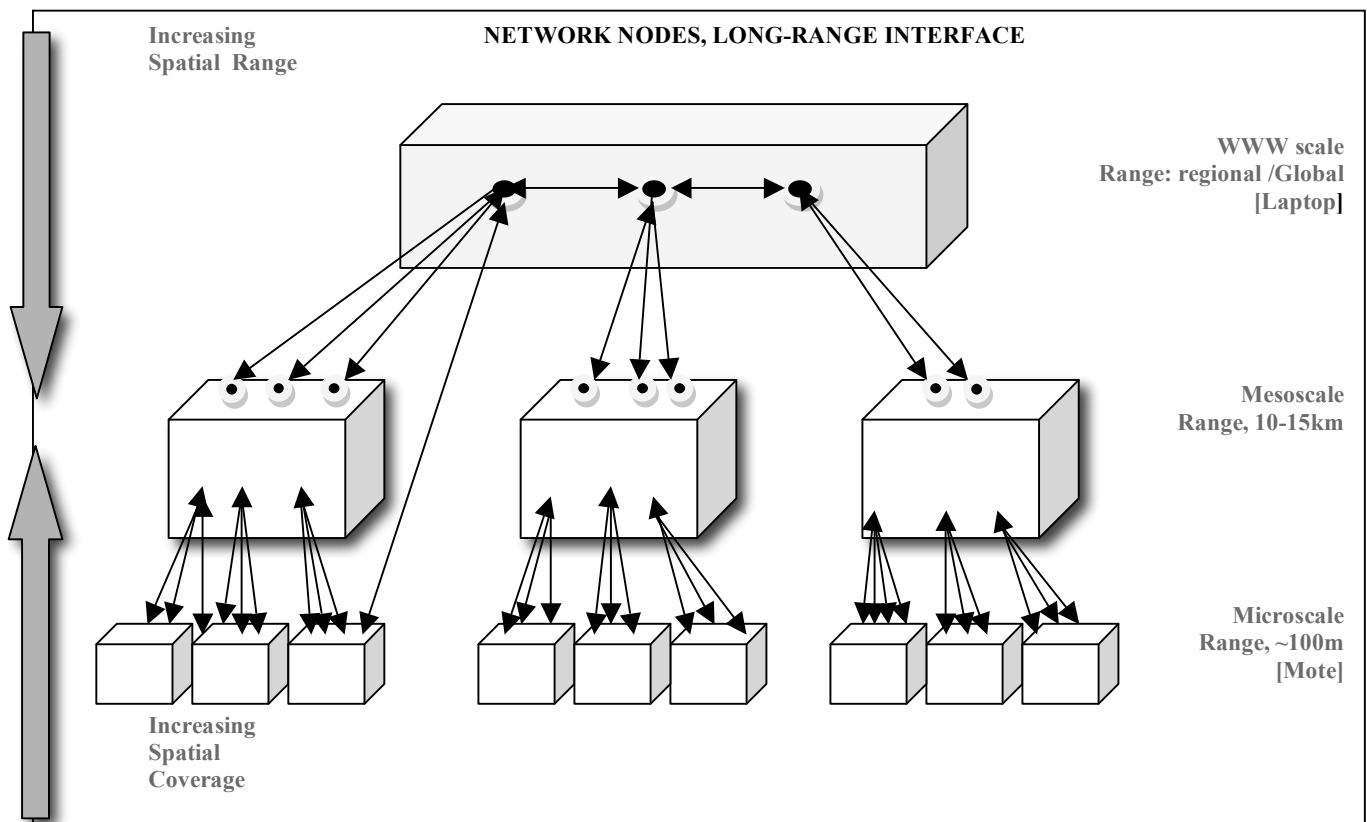 Increasing
Spatial Range
NETWORK NODES, LONG-RANGE INTERFACE
WWW scale
Range: regional /Global
[Laptop]
Mesoscale
Range, 10-15km
Microscale
Range, ~100m
[Mote]
Increasing
Spatial
Coverage